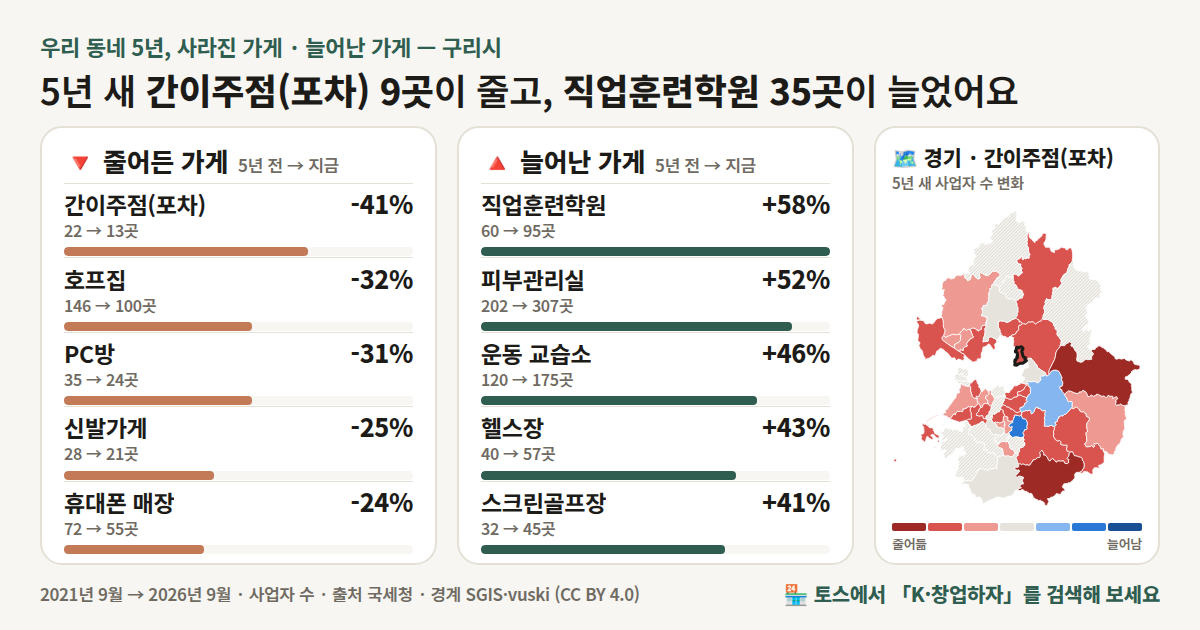 우리 동네 5년, 사라진 가게 · 늘어난 가게 — 구리시
5년 새 간이주점(포차) 9곳이 줄고, 직업훈련학원 35곳이 늘었어요
줄어든 가게 5년 전 → 지금
간이주점(포차) -41%
22 → 13곳
호프집 -32%
146 → 100곳
PC방 -31%
35 → 24곳
신발가게 -25%
28 → 21곳
휴대폰 매장 -24%
72 → 55곳
늘어난 가게 5년 전 → 지금
직업훈련학원 +58%
60 → 95곳
피부관리실 +52%
202 → 307곳
운동 교습소 +46%
120 → 175곳
헬스장 +43%
40 → 57곳
스크린골프장 +41%
32 → 45곳
경기 · 간이주점(포차)
5년 새 사업자 수 변화
줄어듦 늘어남
2021년 9월 → 2026년 9월 · 사업자 수 · 출처 국세청 · 경계 SGIS·vuski (CC BY 4.0)
토스에서 「K·창업하자」를 검색해 보세요